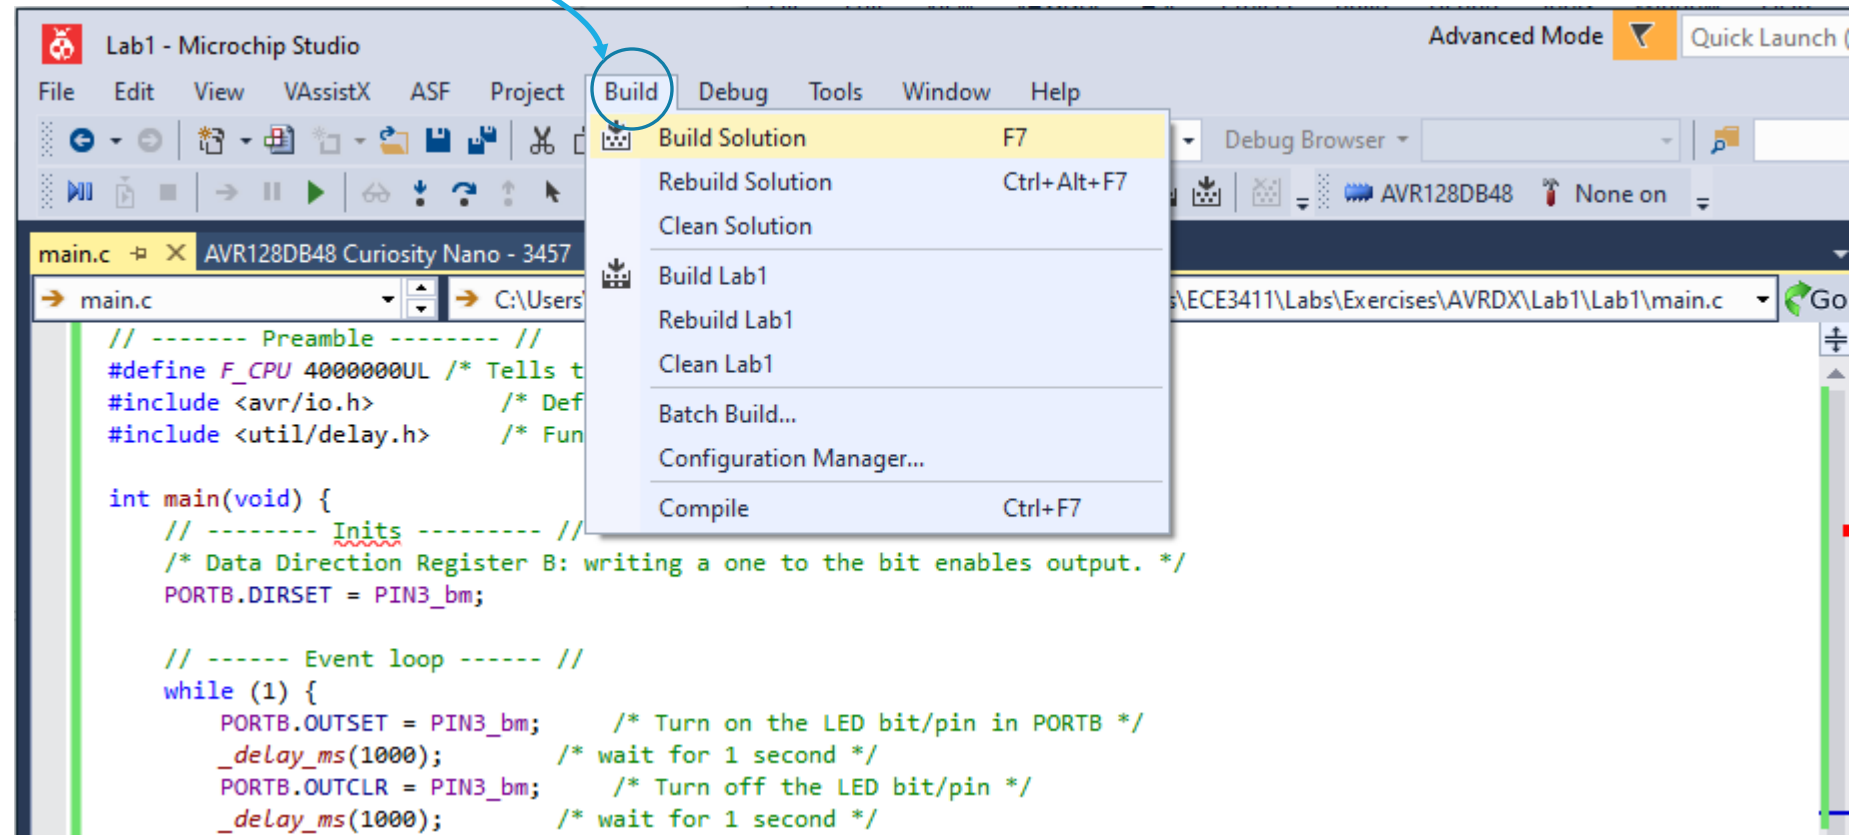 Lab1 - Microchip Studio
Advanced Mode
Quick Launch (
File Edit View VAssistX ASF Project Build Debug Tools Window Help
Build Solution F7
Debug Browser
Rebuild Solution Ctrl+Alt+F7
AVR128DB48 None on
Clean Solution
main.c AVR128DB48 Curiosity Nano - 3457
Build Lab1
main.c C:\Users\ s\ECE3411\Labs\Exercises\AVRDX\Lab1\Lab1\main.c Go
Rebuild Lab1
Clean Lab1
Batch Build...
Configuration Manager...
Compile Ctrl+F7
// ------- Preamble -------- //
#define F_CPU 4000000UL /* Tells t
#include <avr/io.h> /* Def
#include <util/delay.h> /* Fun
int main(void) {
// -------- Inits --------- //
/* Data Direction Register B: writing a one to the bit enables output. */
PORTB.DIRSET = PIN3_bm;
// ------ Event loop ------ //
while (1) {
PORTB.OUTSET = PIN3_bm; /* Turn on the LED bit/pin in PORTB */
_delay_ms(1000); /* wait for 1 second */
PORTB.OUTCLR = PIN3_bm; /* Turn off the LED bit/pin */
_delay_ms(1000); /* wait for 1 second */